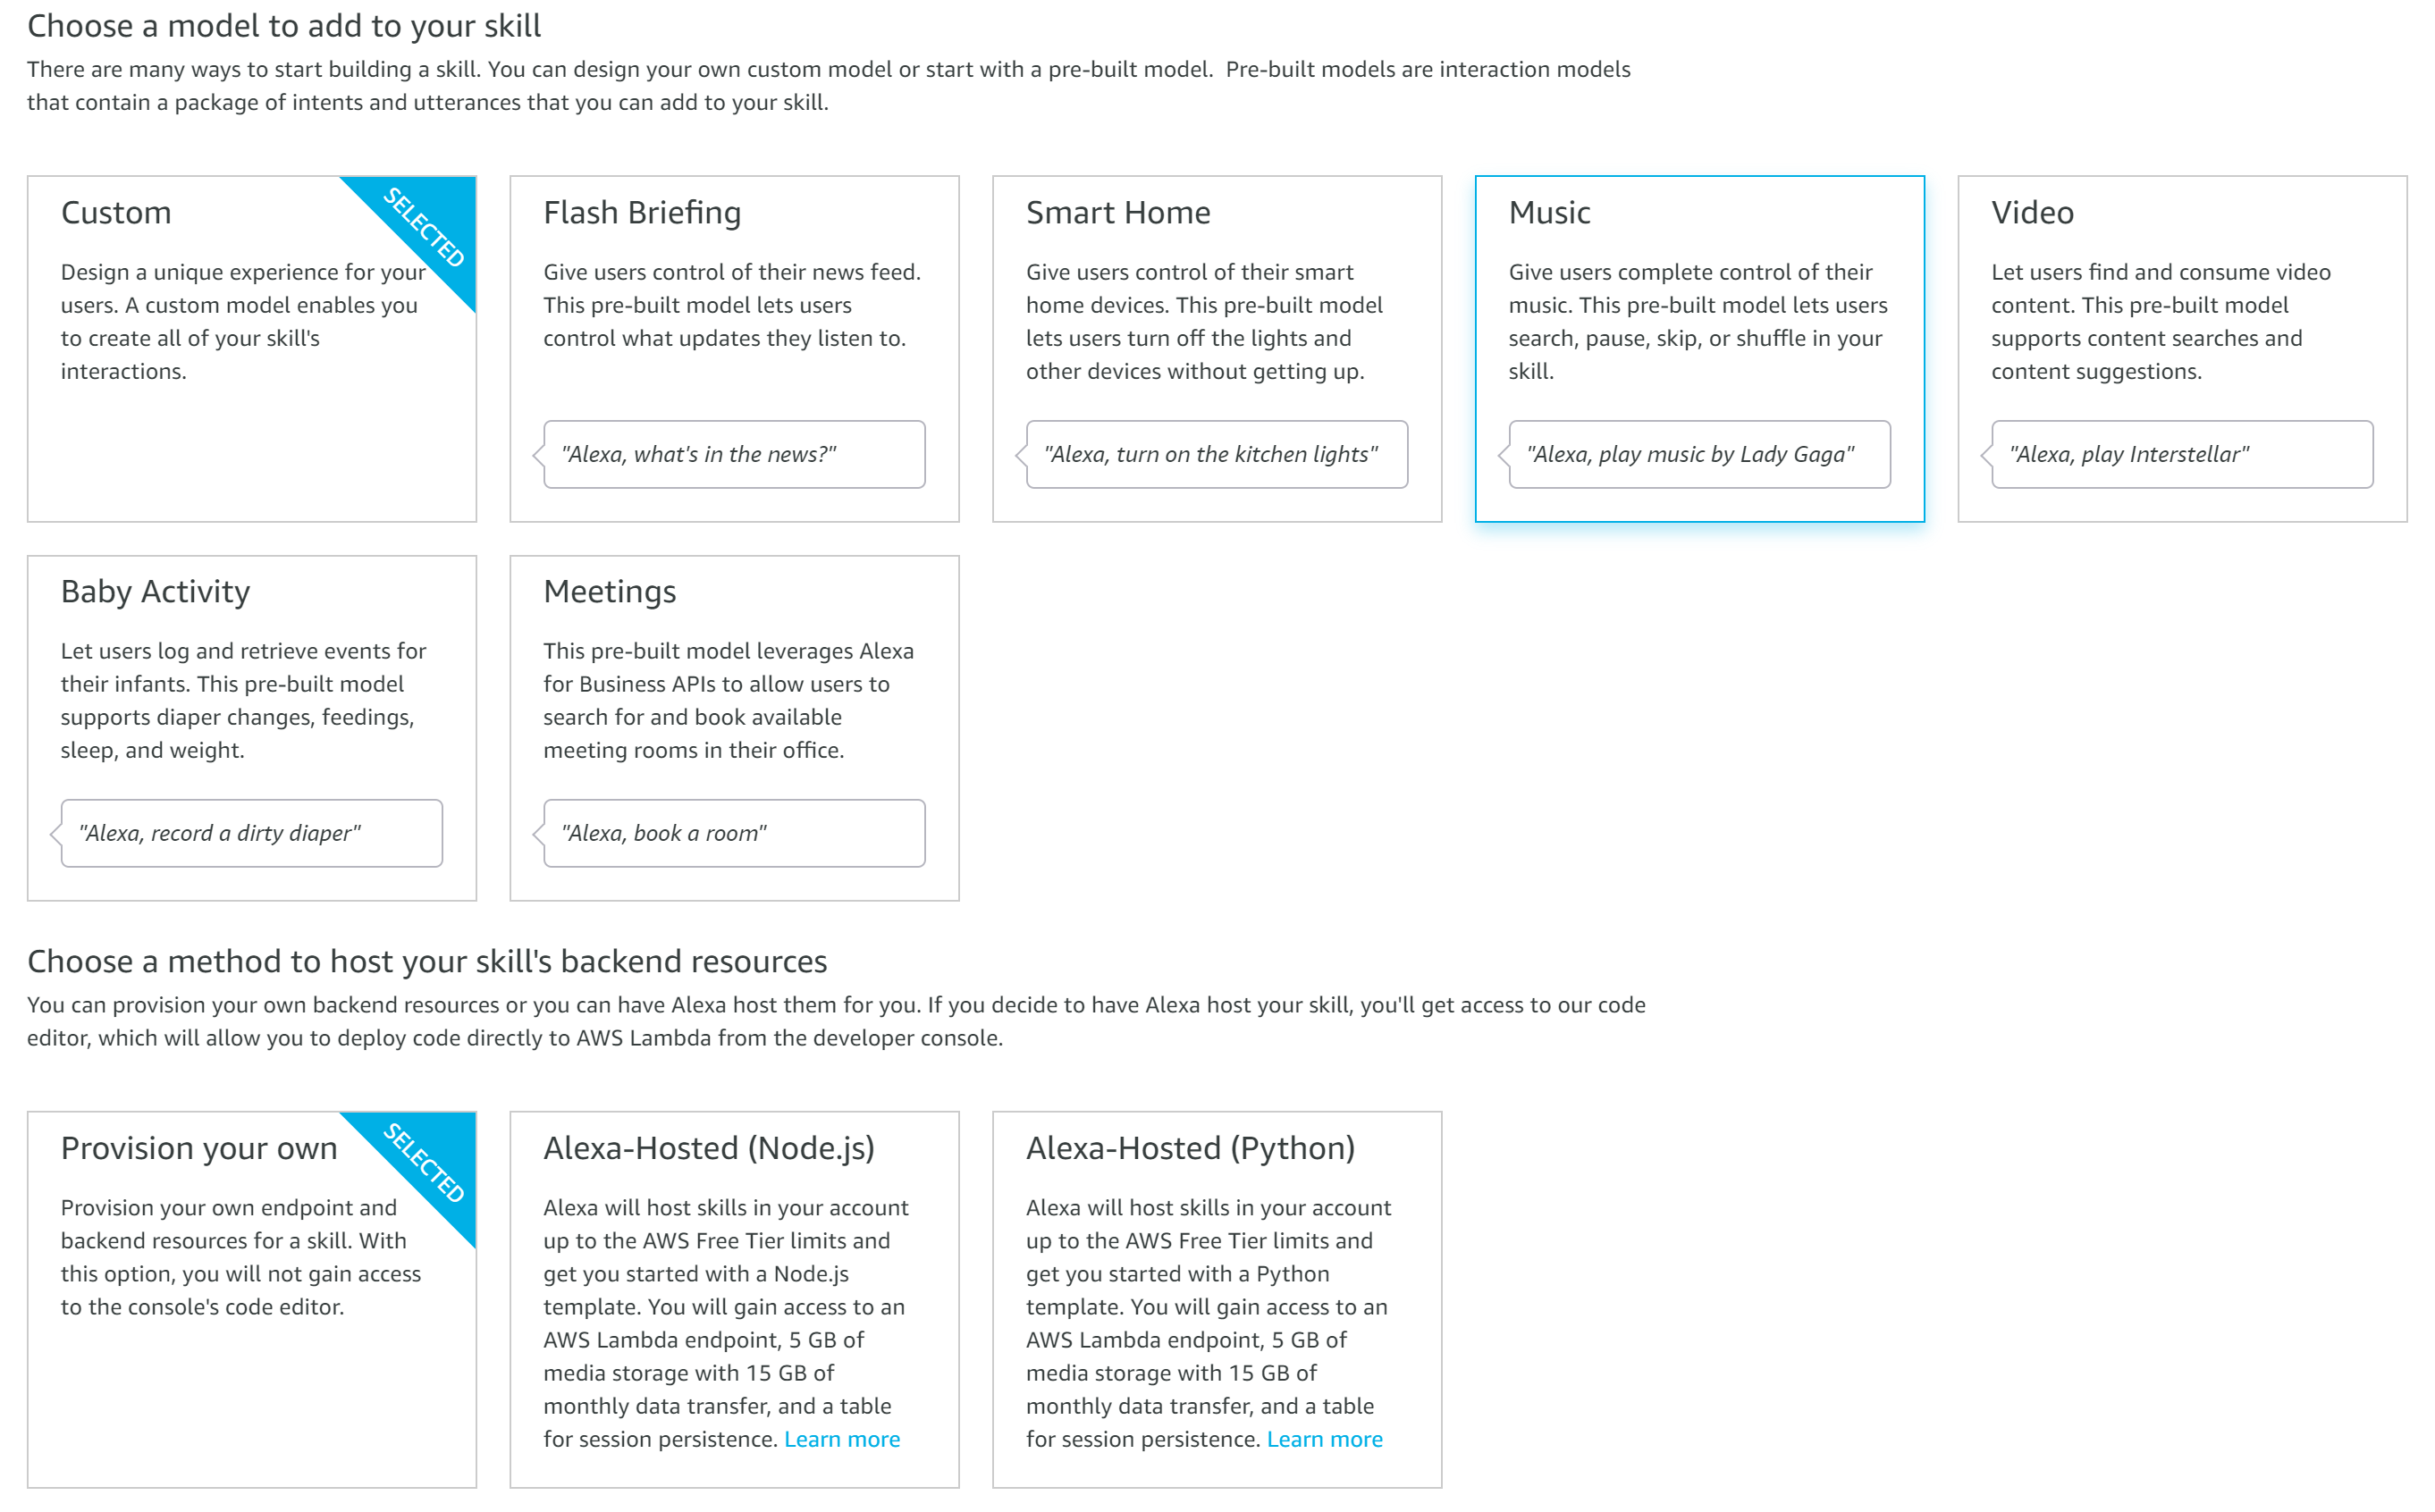 Choose a model to add to your skill
There are many ways to start building a skill. You can design your own custom model or start with a pre-built model.  Pre-built models are interaction models
that contain a package of intents and utterances that you can add to your skill.
Custom
SELECTED
Design a unique experience for your
users. A custom model enables you
to create all of your skill's
interactions.
Flash Briefing
Give users control of their news feed.
This pre-built model lets users
control what updates they listen to.
"Alexa, what's in the news?"
Smart Home
Give users control of their smart
home devices. This pre-built model
lets users turn off the lights and
other devices without getting up.
"Alexa, turn on the kitchen lights"
Music
Give users complete control of their
music. This pre-built model lets users
search, pause, skip, or shuffle in your
skill.
"Alexa, play music by Lady Gaga"
Video
Let users find and consume video
content. This pre-built model
supports content searches and
content suggestions.
"Alexa, play Interstellar"
Baby Activity
Let users log and retrieve events for
their infants. This pre-built model
supports diaper changes, feedings,
sleep, and weight.
"Alexa, record a dirty diaper"
Meetings
This pre-built model leverages Alexa
for Business APIs to allow users to
search for and book available
meeting rooms in their office.
"Alexa, book a room"
Choose a method to host your skill's backend resources
You can provision your own backend resources or you can have Alexa host them for you. If you decide to have Alexa host your skill, you'll get access to our code
editor, which will allow you to deploy code directly to AWS Lambda from the developer console.
Provision your own
SELECTED
Provision your own endpoint and
backend resources for a skill. With
this option, you will not gain access
to the console's code editor.
Alexa-Hosted (Node.js)
Alexa will host skills in your account
up to the AWS Free Tier limits and
get you started with a Node.js
template. You will gain access to an
AWS Lambda endpoint, 5 GB of
media storage with 15 GB of
monthly data transfer, and a table
for session persistence. Learn more
Alexa-Hosted (Python)
Alexa will host skills in your account
up to the AWS Free Tier limits and
get you started with a Python
template. You will gain access to an
AWS Lambda endpoint, 5 GB of
media storage with 15 GB of
monthly data transfer, and a table
for session persistence. Learn more